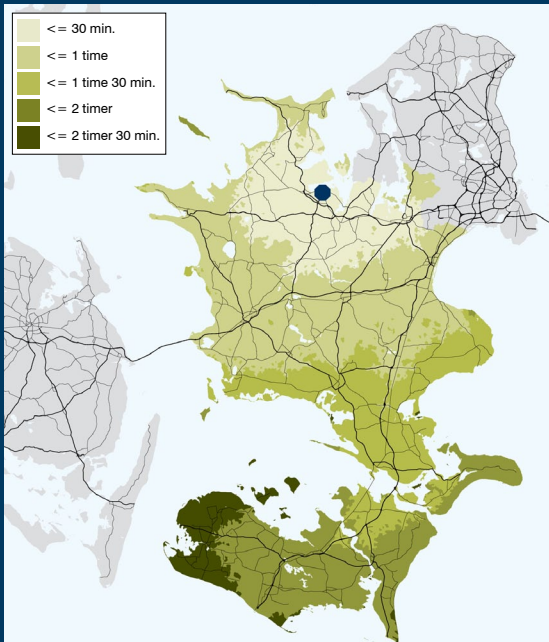 <= 30 min.
<= 1 time
<= 1 time 30 min.
<= 2 timer
<= 2 timer 30 min.